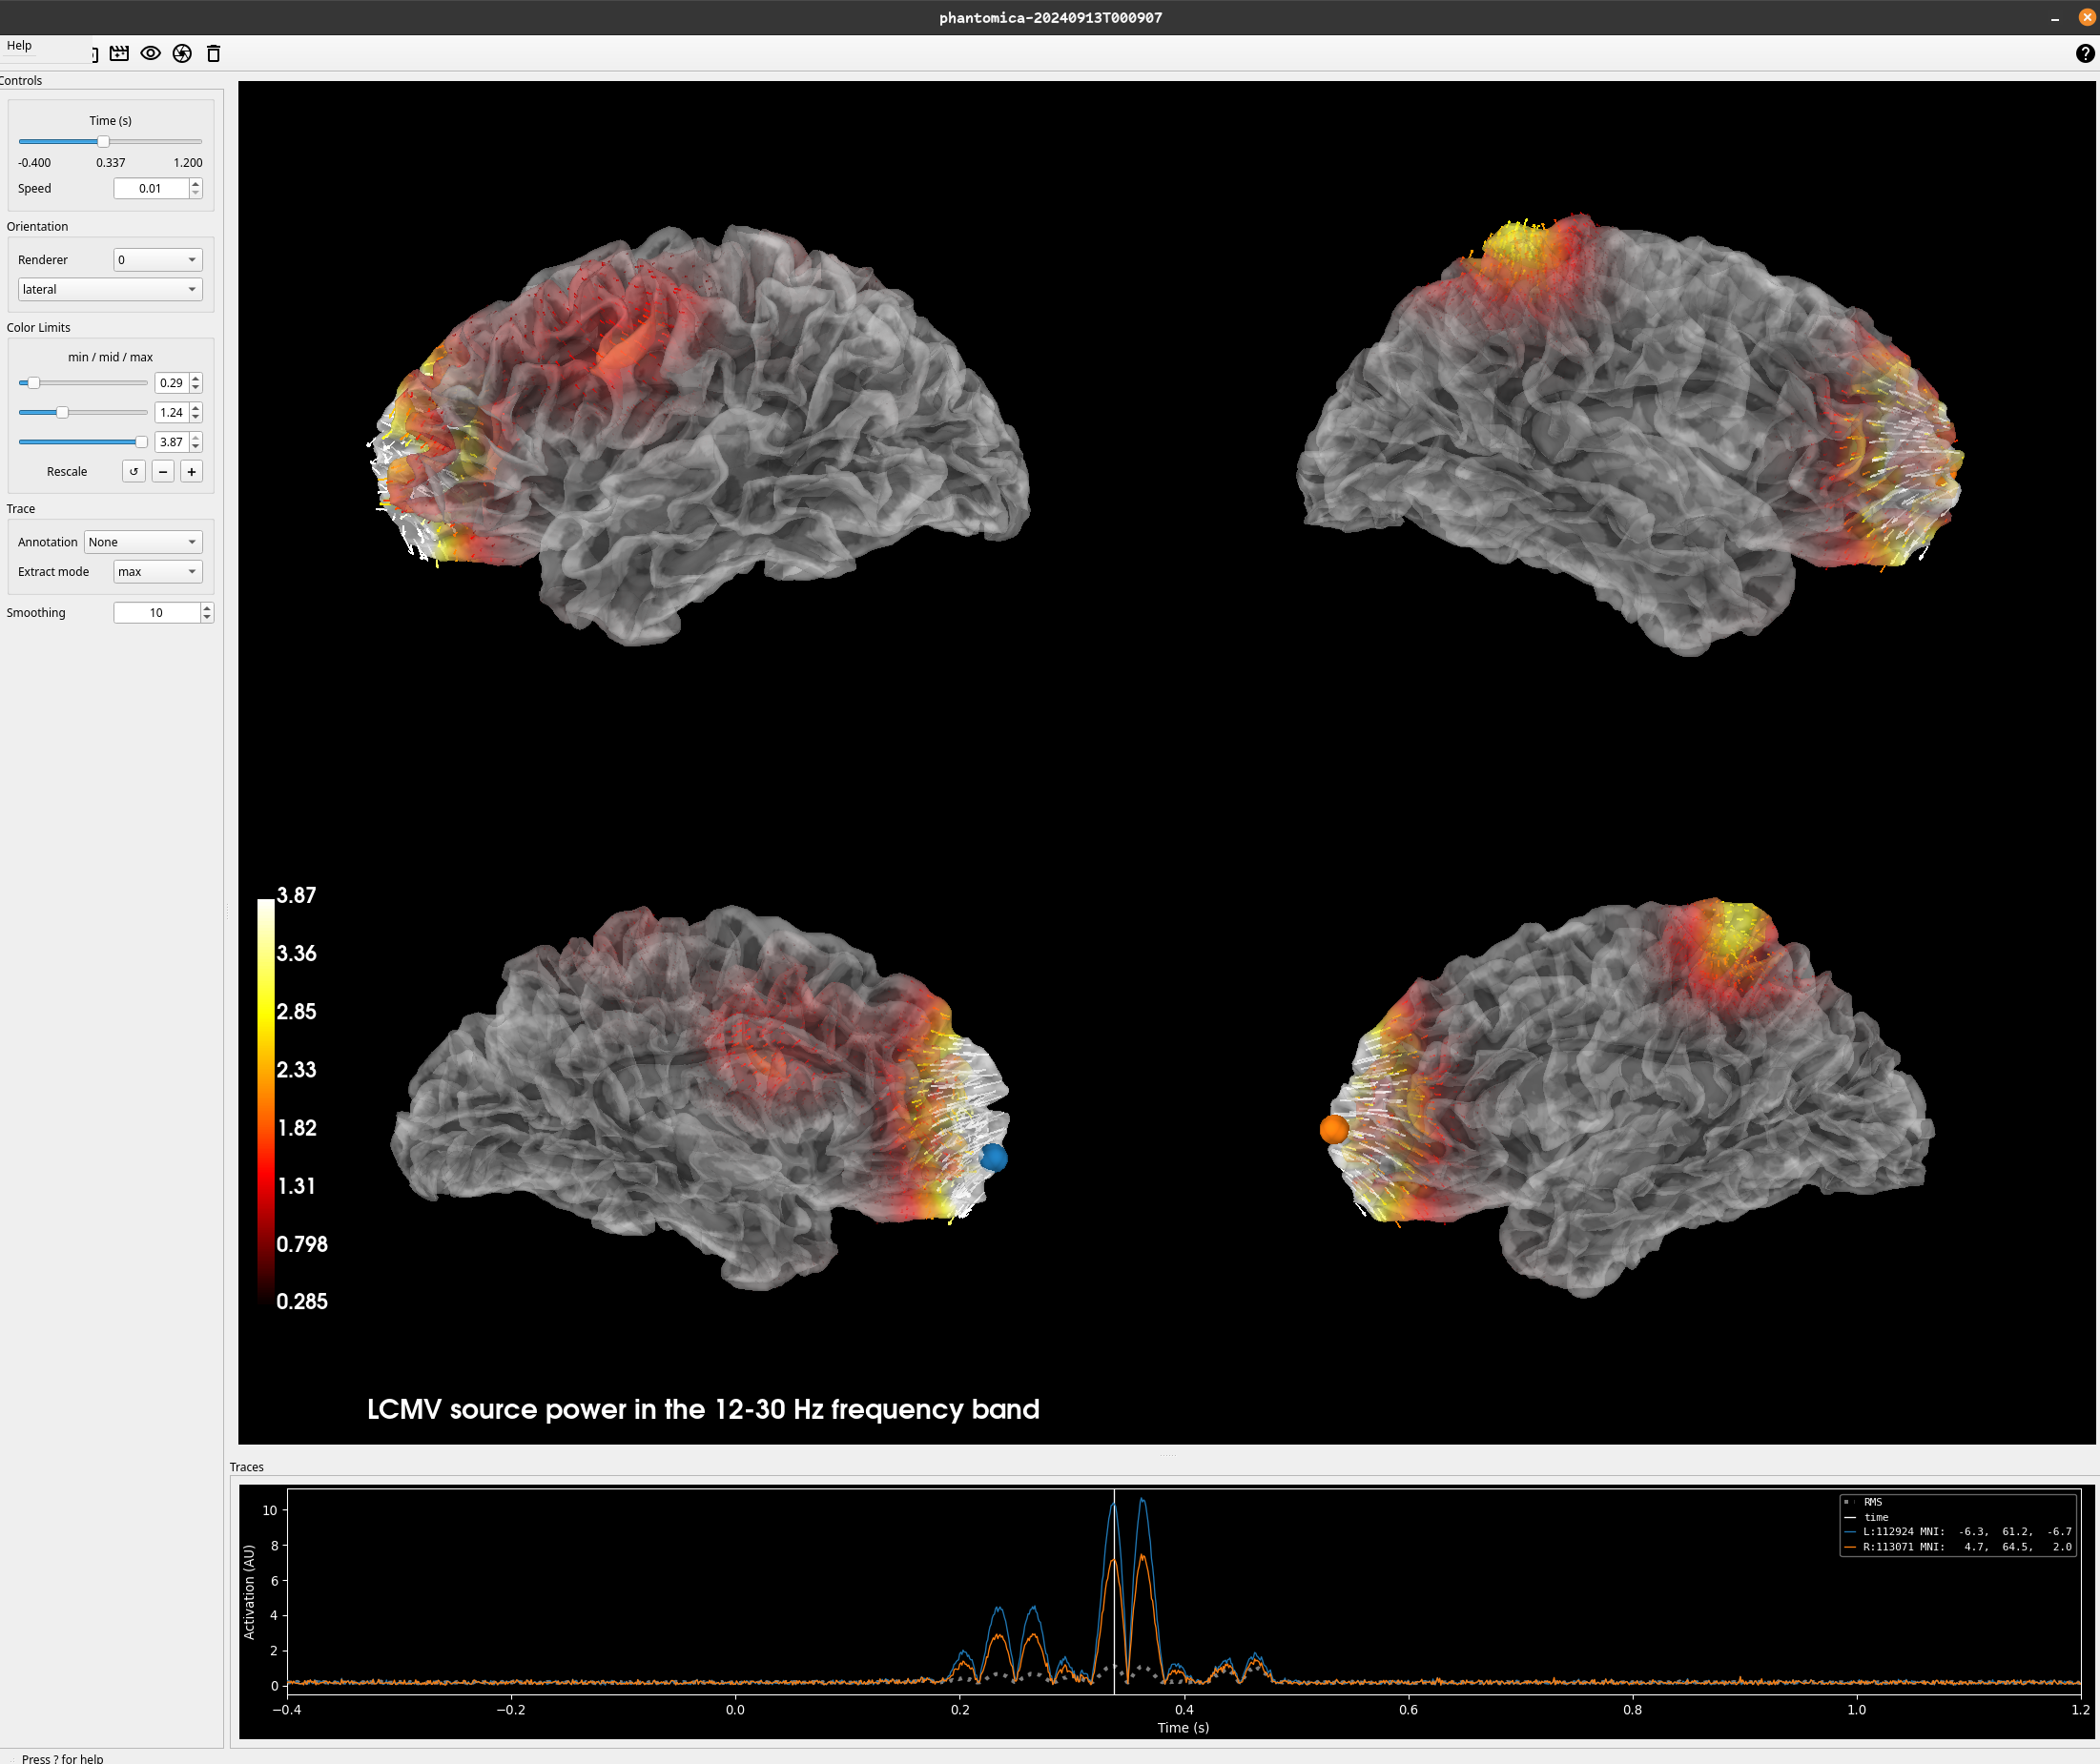 phantomica-20240913T000907
Help
Controls
Time (s)
-0.400 0.337 1.200
Speed 0.01
Orientation
Renderer 0
lateral
Color Limits
min / mid / max
0.29
1.24
3.87
Rescale ↺ − +
Trace
Annotation None
Extract mode max
Smoothing 10
3.87
3.36
2.85
2.33
1.82
1.31
0.798
0.285
LCMV source power in the 12-30 Hz frequency band
Traces
Activation (AU)
10
8
6
4
2
0
−0.4 −0.2 0.0 0.2 0.4 0.6 0.8 1.0 1.2
Time (s)
RMS
time
L:112924 MNI: -6.3, 61.2, -6.7
R:113071 MNI: 4.7, 64.5, 2.0
Press ? for help